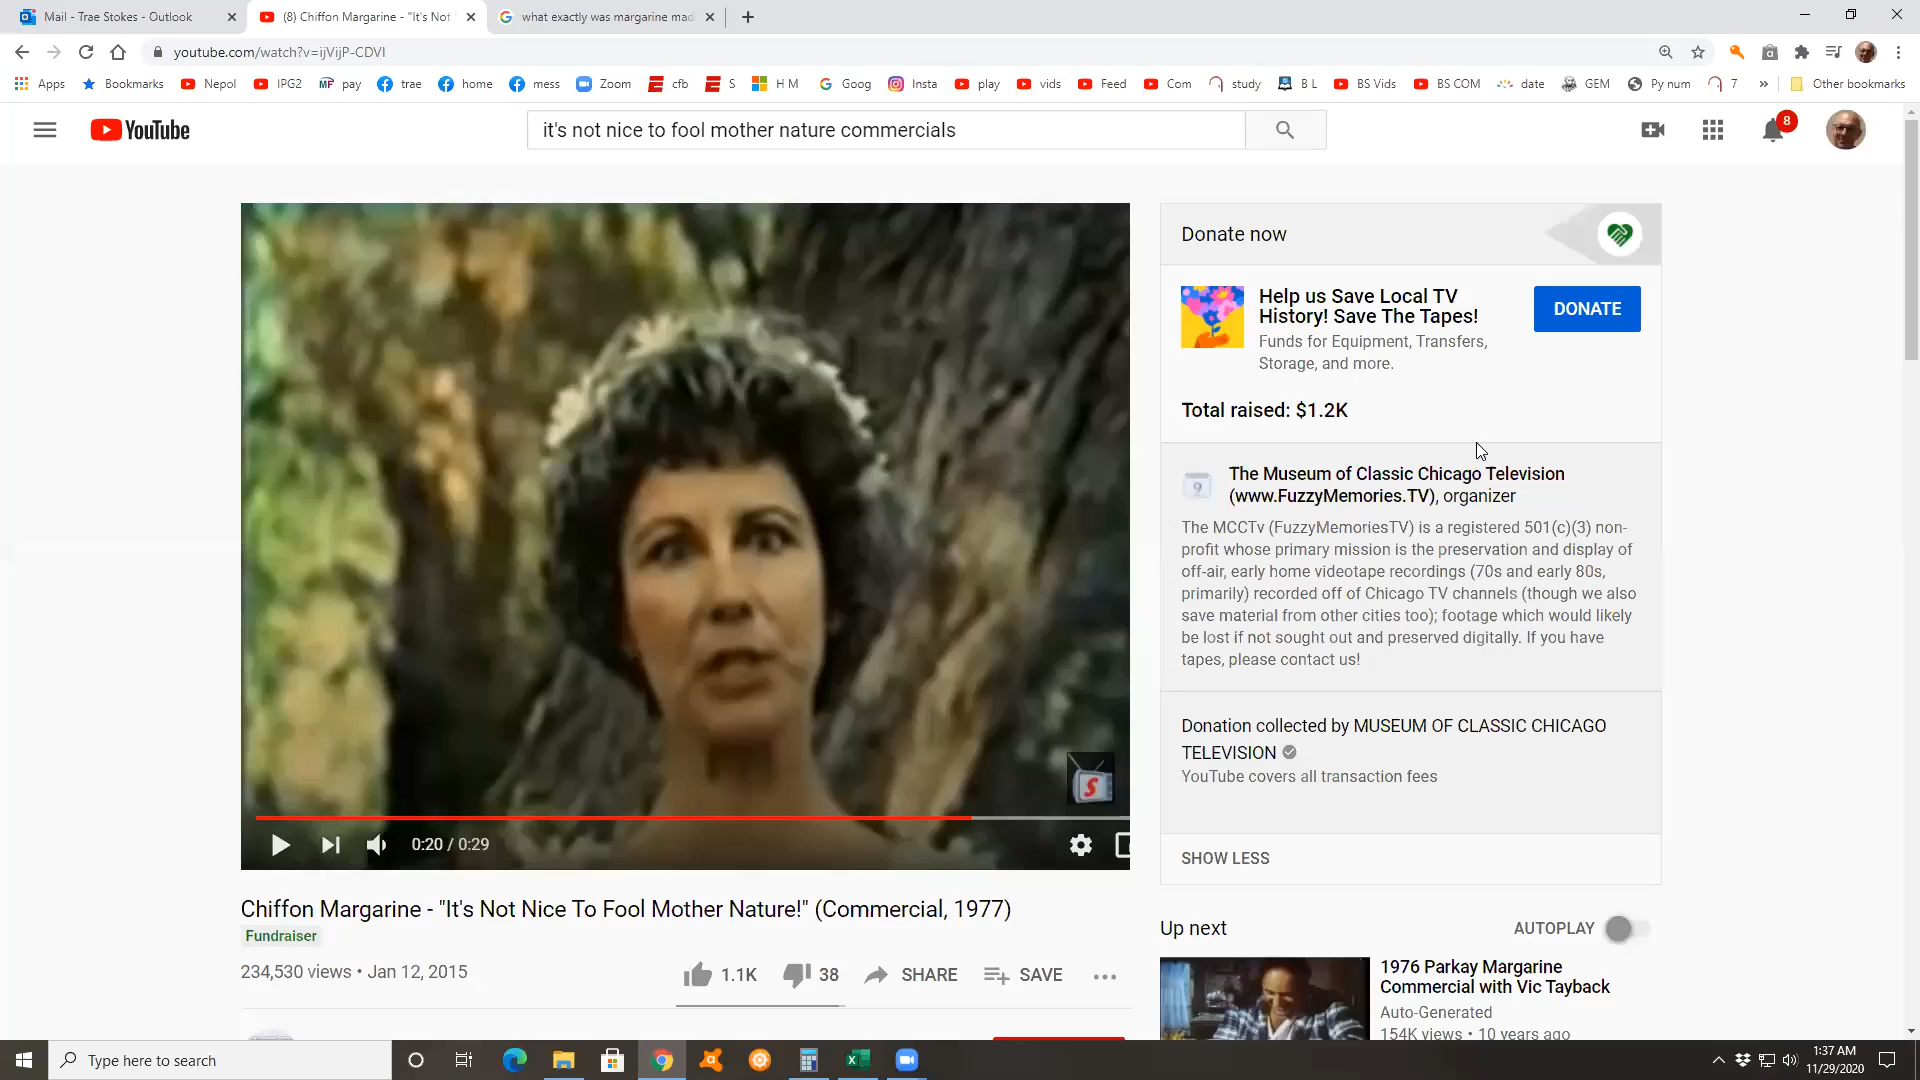 Mail - Trae Stokes - Outlook
(8) Chiffon Margarine - "It's Not
what exactly was margarine mad
youtube.com/watch?v=ijVijP-CDVI
Apps
Bookmarks
Nepol
IPG2
MF pay
trae
home
mess
Zoom
cfb
S
H M
Goog
Insta
play
vids
Feed
Com
study
B L
BS Vids
BS COM
date
GEM
Py num
7
»
Other bookmarks
YouTube
it's not nice to fool mother nature commercials
8
Donate now
Help us Save Local TV
History! Save The Tapes!
DONATE
Funds for Equipment, Transfers,
Storage, and more.
Total raised: $1.2K
The Museum of Classic Chicago Television
(www.FuzzyMemories.TV), organizer
The MCCTv (FuzzyMemoriesTV) is a registered 501(c)(3) non-
profit whose primary mission is the preservation and display of
off-air, early home videotape recordings (70s and early 80s,
primarily) recorded off of Chicago TV channels (though we also
save material from other cities too); footage which would likely
be lost if not sought out and preserved digitally. If you have
tapes, please contact us!
Donation collected by MUSEUM OF CLASSIC CHICAGO
TELEVISION
YouTube covers all transaction fees
SHOW LESS
S
0:20 / 0:29
Chiffon Margarine - "It's Not Nice To Fool Mother Nature!" (Commercial, 1977)
Fundraiser
234,530 views • Jan 12, 2015
1.1K
38
SHARE
SAVE
Up next
AUTOPLAY
1976 Parkay Margarine
Commercial with Vic Tayback
Auto-Generated
154K views • 10 years ago
Type here to search
1:37 AM
11/29/2020